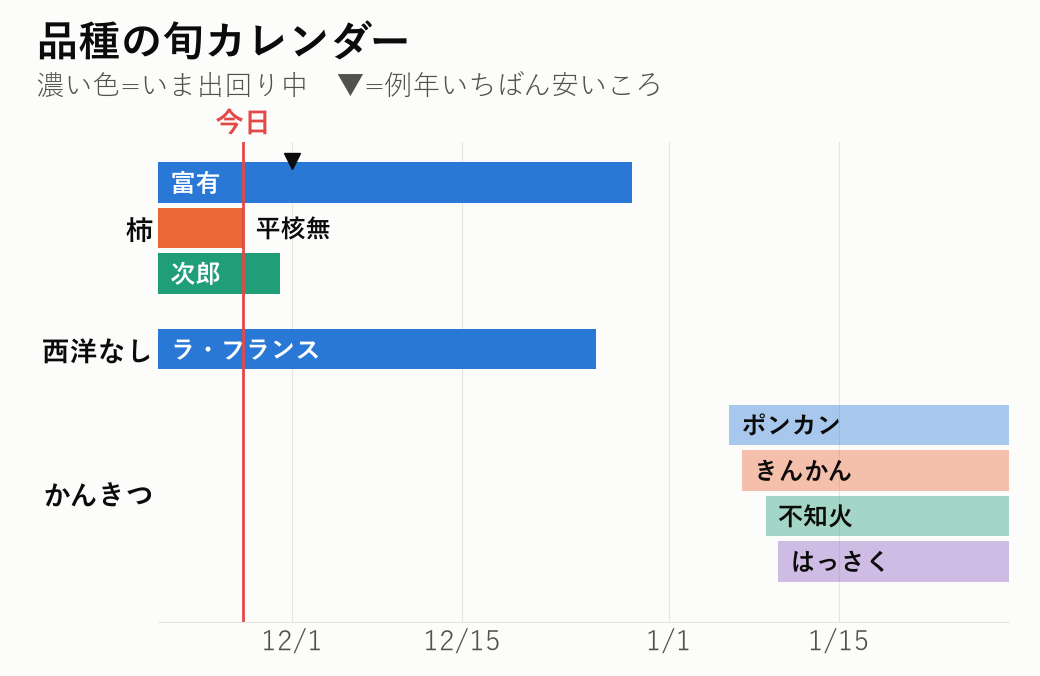 品種の旬カレンダー
濃い色=いま出回り中　▼=例年いちばん安いころ
今日
富有
柿
平核無
次郎
西洋なし
ラ・フランス
ポンカン
きんかん
かんきつ
不知火
はっさく
12/1
12/15
1/1
1/15